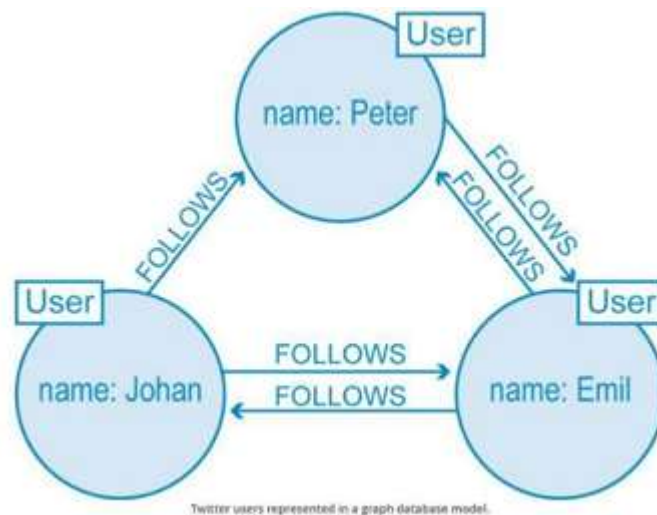 User
name: Peter
FOLLOWS
FOLLOWS
FOLLOWS
User
User
name: Johan
FOLLOWS
FOLLOWS
name: Emil
Twitter users represented in a graph database model.